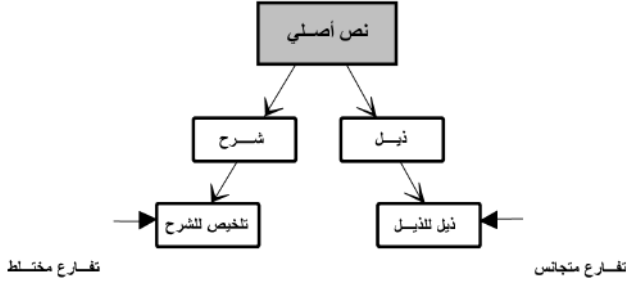 نص أصلي
ذيل
شرح
ذيل للذيل
تلخيص للشرح
تفارع متجانس
تفارع مختلط